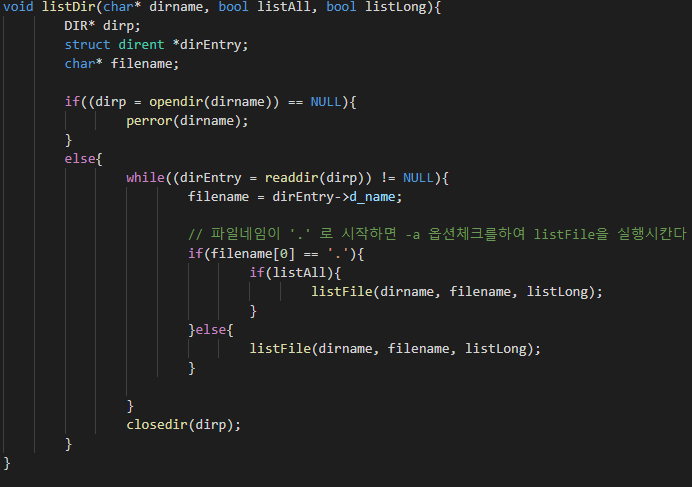 void listDir(char* dirname, bool listAll, bool listLong){
DIR* dirp;
struct dirent *dirEntry;
char* filename;
if((dirp = opendir(dirname)) == NULL){
perror(dirname);
}
else{
while((dirEntry = readdir(dirp)) != NULL){
filename = dirEntry->d_name;
// 파일네임이 '.' 로 시작하면 -a 옵션체크를하여 listFile을 실행시칸다
if(filename[0] == '.'){
if(listAll){
listFile(dirname, filename, listLong);
}
}else{
listFile(dirname, filename, listLong);
}
}
closedir(dirp);
}
}